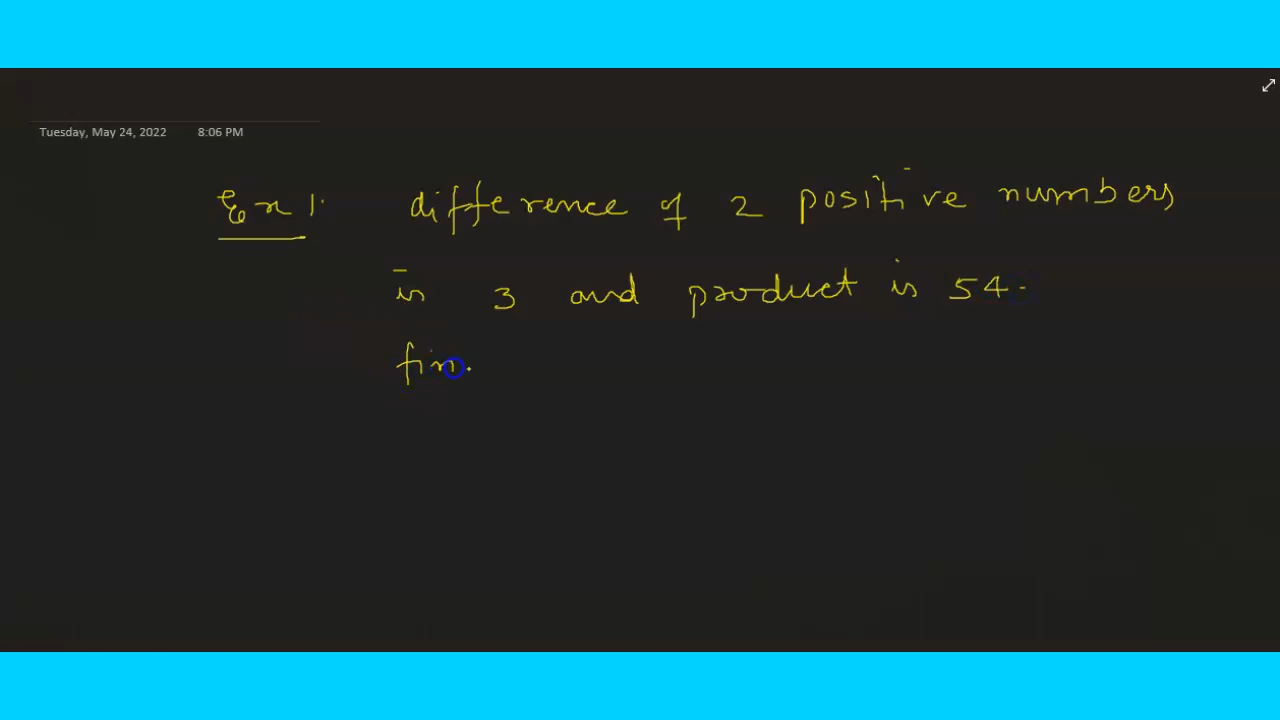 Tuesday, May 24, 2022 8:06 PM
Ex 1. difference of 2 positive numbers
is 3 and product is 54.
fin